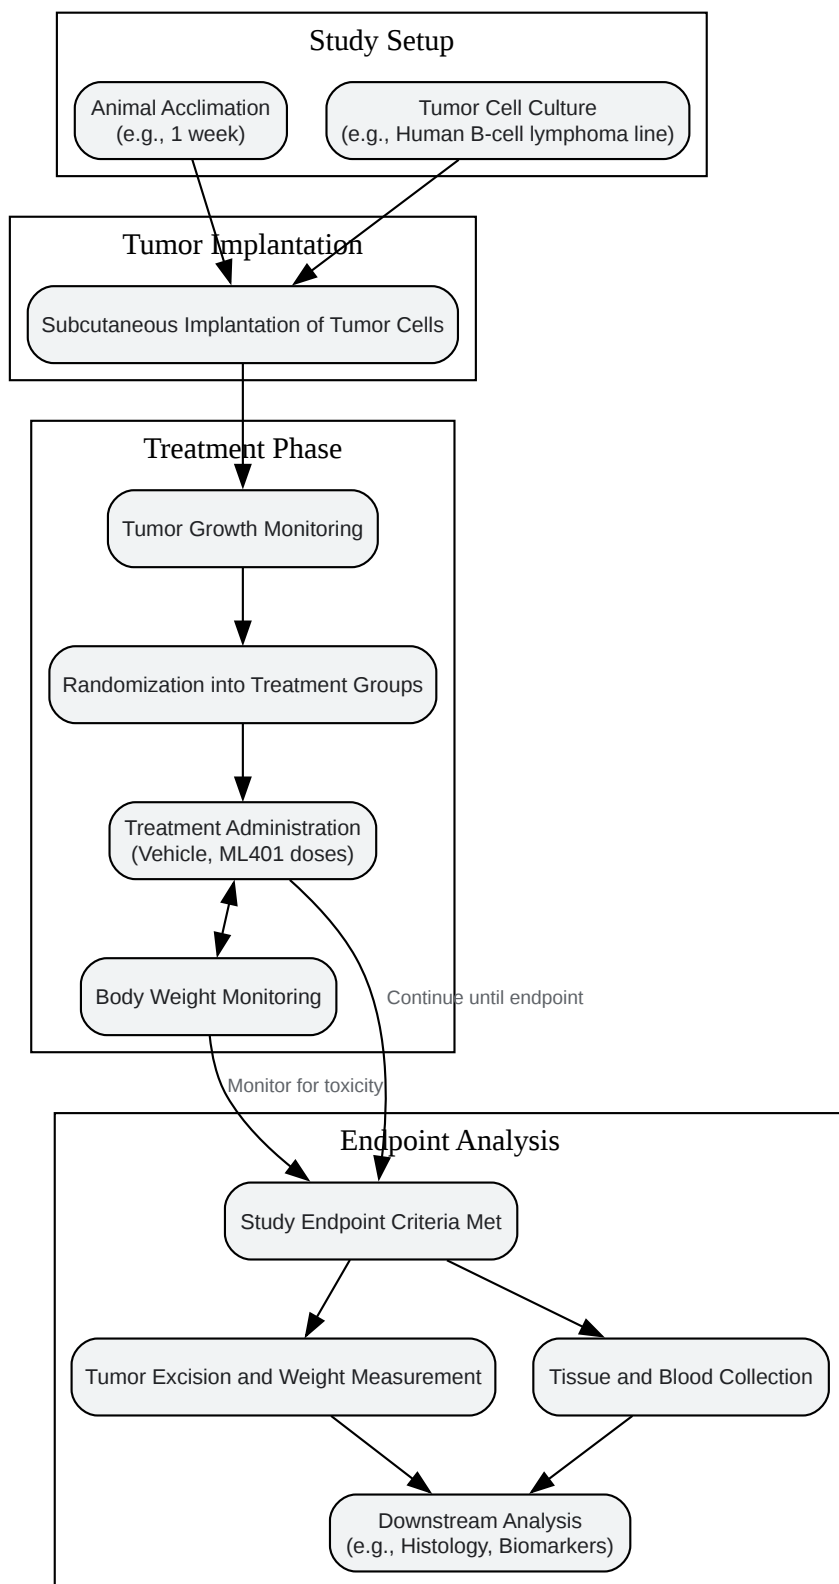 Study Setup
Animal Acclimation
(e.g., 1 week)
Tumor Cell Culture
(e.g., Human B-cell lymphoma line)
Tumor Implantation
Subcutaneous Implantation of Tumor Cells
Treatment Phase
Tumor Growth Monitoring
Randomization into Treatment Groups
Treatment Administration
(Vehicle, ML401 doses)
Body Weight Monitoring
Continue until endpoint
Monitor for toxicity
Endpoint Analysis
Study Endpoint Criteria Met
Tumor Excision and Weight Measurement
Tissue and Blood Collection
Downstream Analysis
(e.g., Histology, Biomarkers)